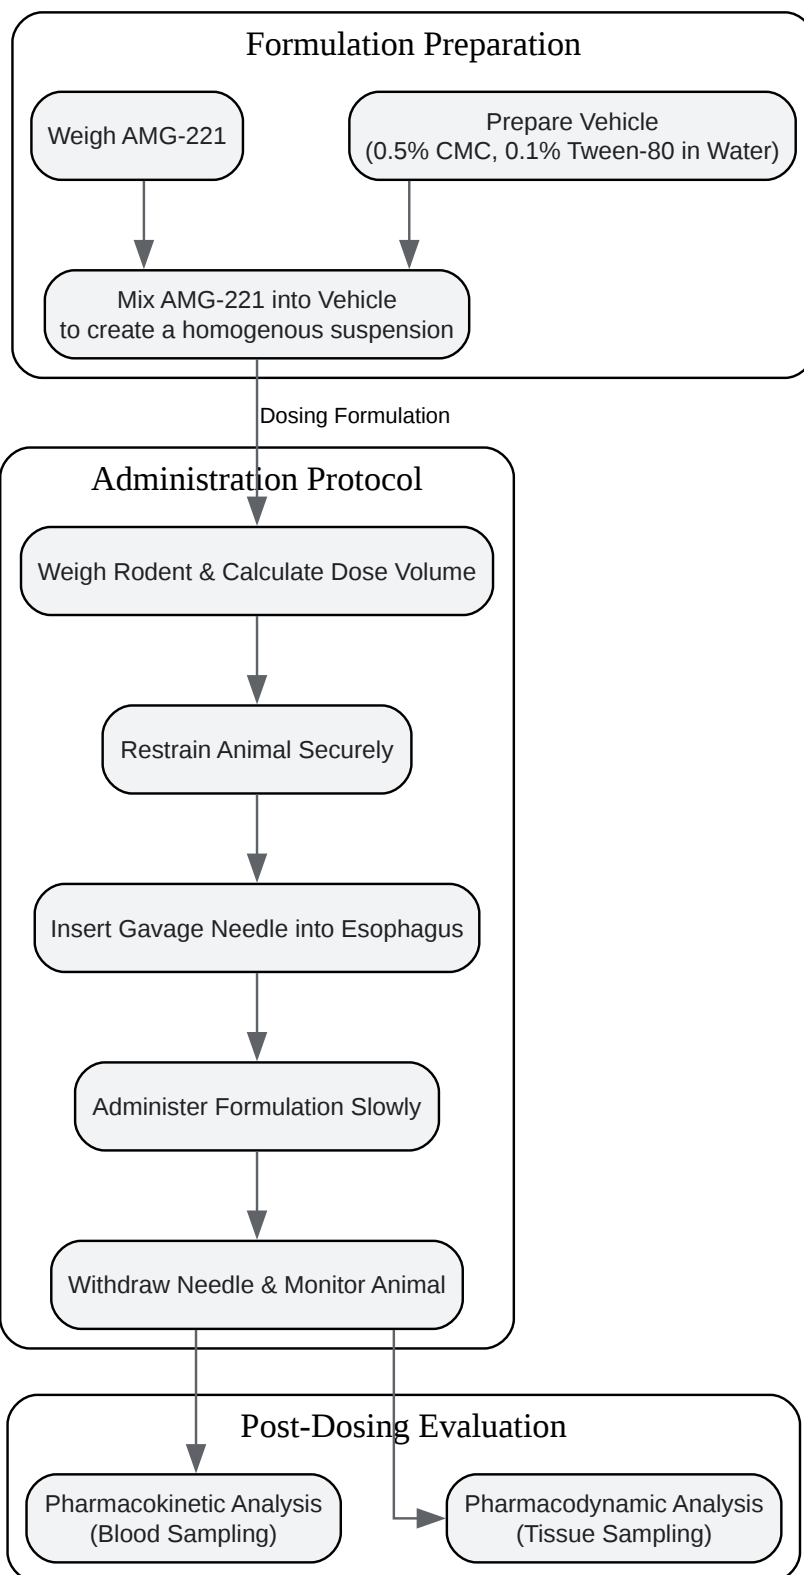 Formulation Preparation
Weigh AMG-221
Prepare Vehicle
(0.5% CMC, 0.1% Tween-80 in Water)
Mix AMG-221 into Vehicle
to create a homogenous suspension
Dosing Formulation
Administration Protocol
Weigh Rodent & Calculate Dose Volume
Restrain Animal Securely
Insert Gavage Needle into Esophagus
Administer Formulation Slowly
Withdraw Needle & Monitor Animal
Post-Dosing Evaluation
Pharmacokinetic Analysis
(Blood Sampling)
Pharmacodynamic Analysis
(Tissue Sampling)